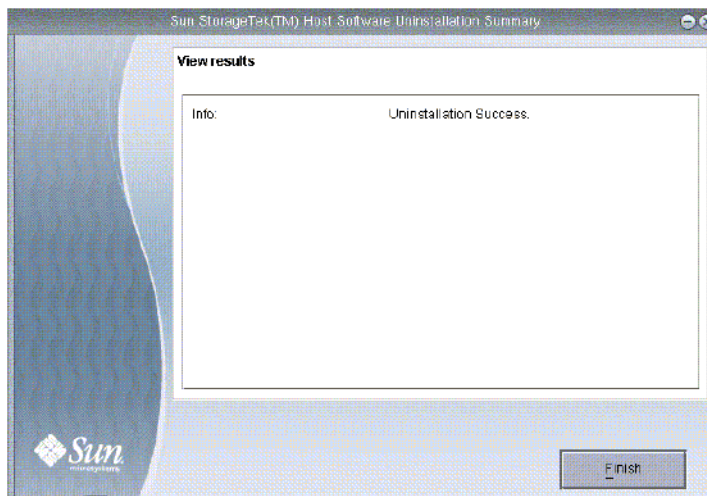 Sun StorageTek(TM) Host Software Uninstallation Summary
View results
Info: Uninstallation Success.
Sun
microsystems
Finish